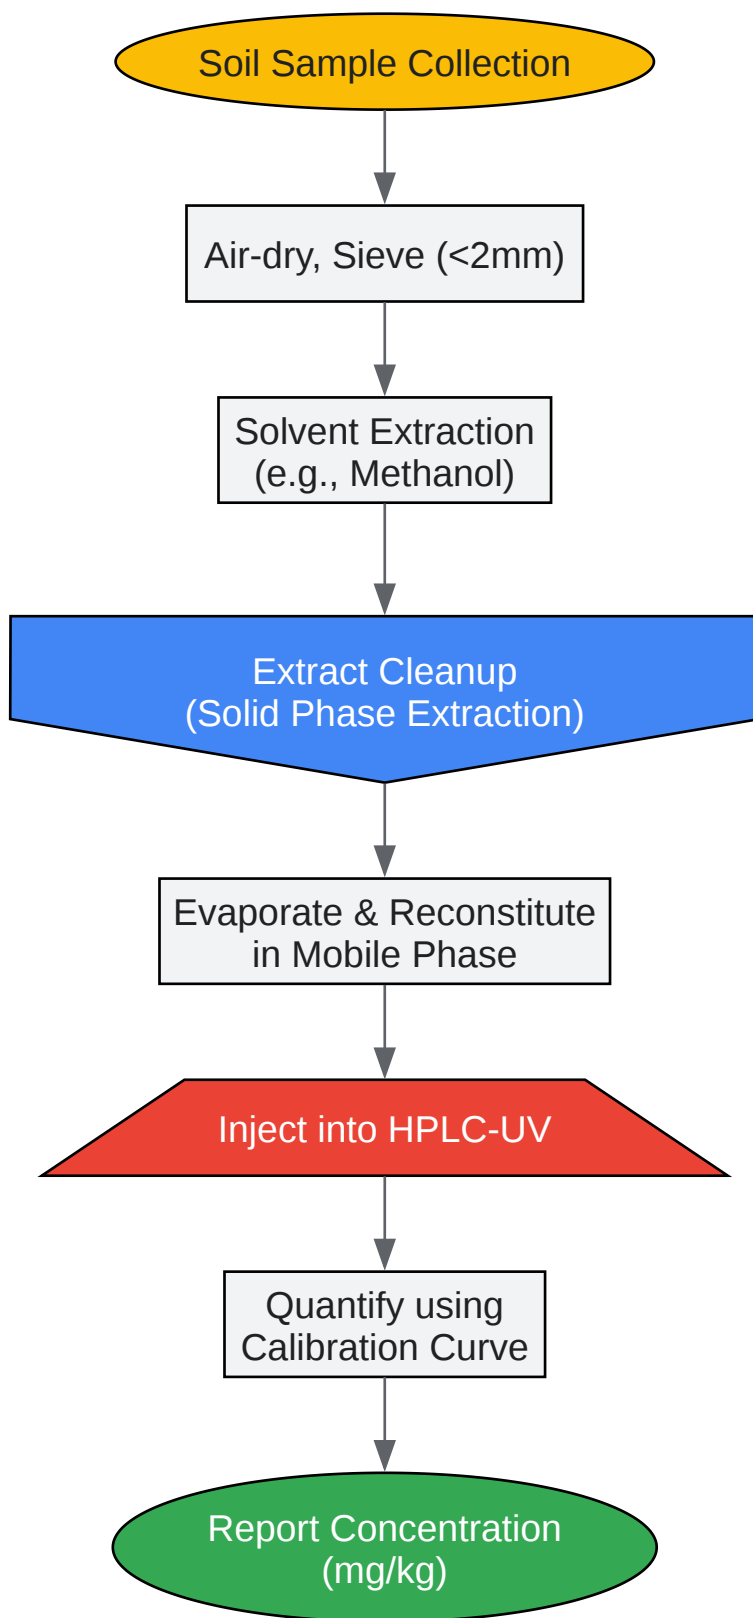 Soil Sample Collection
Air-dry, Sieve (<2mm)
Solvent Extraction
(e.g., Methanol)
Extract Cleanup
(Solid Phase Extraction)
Evaporate & Reconstitute
in Mobile Phase
Inject into HPLC-UV
Quantify using
Calibration Curve
Report Concentration
(mg/kg)